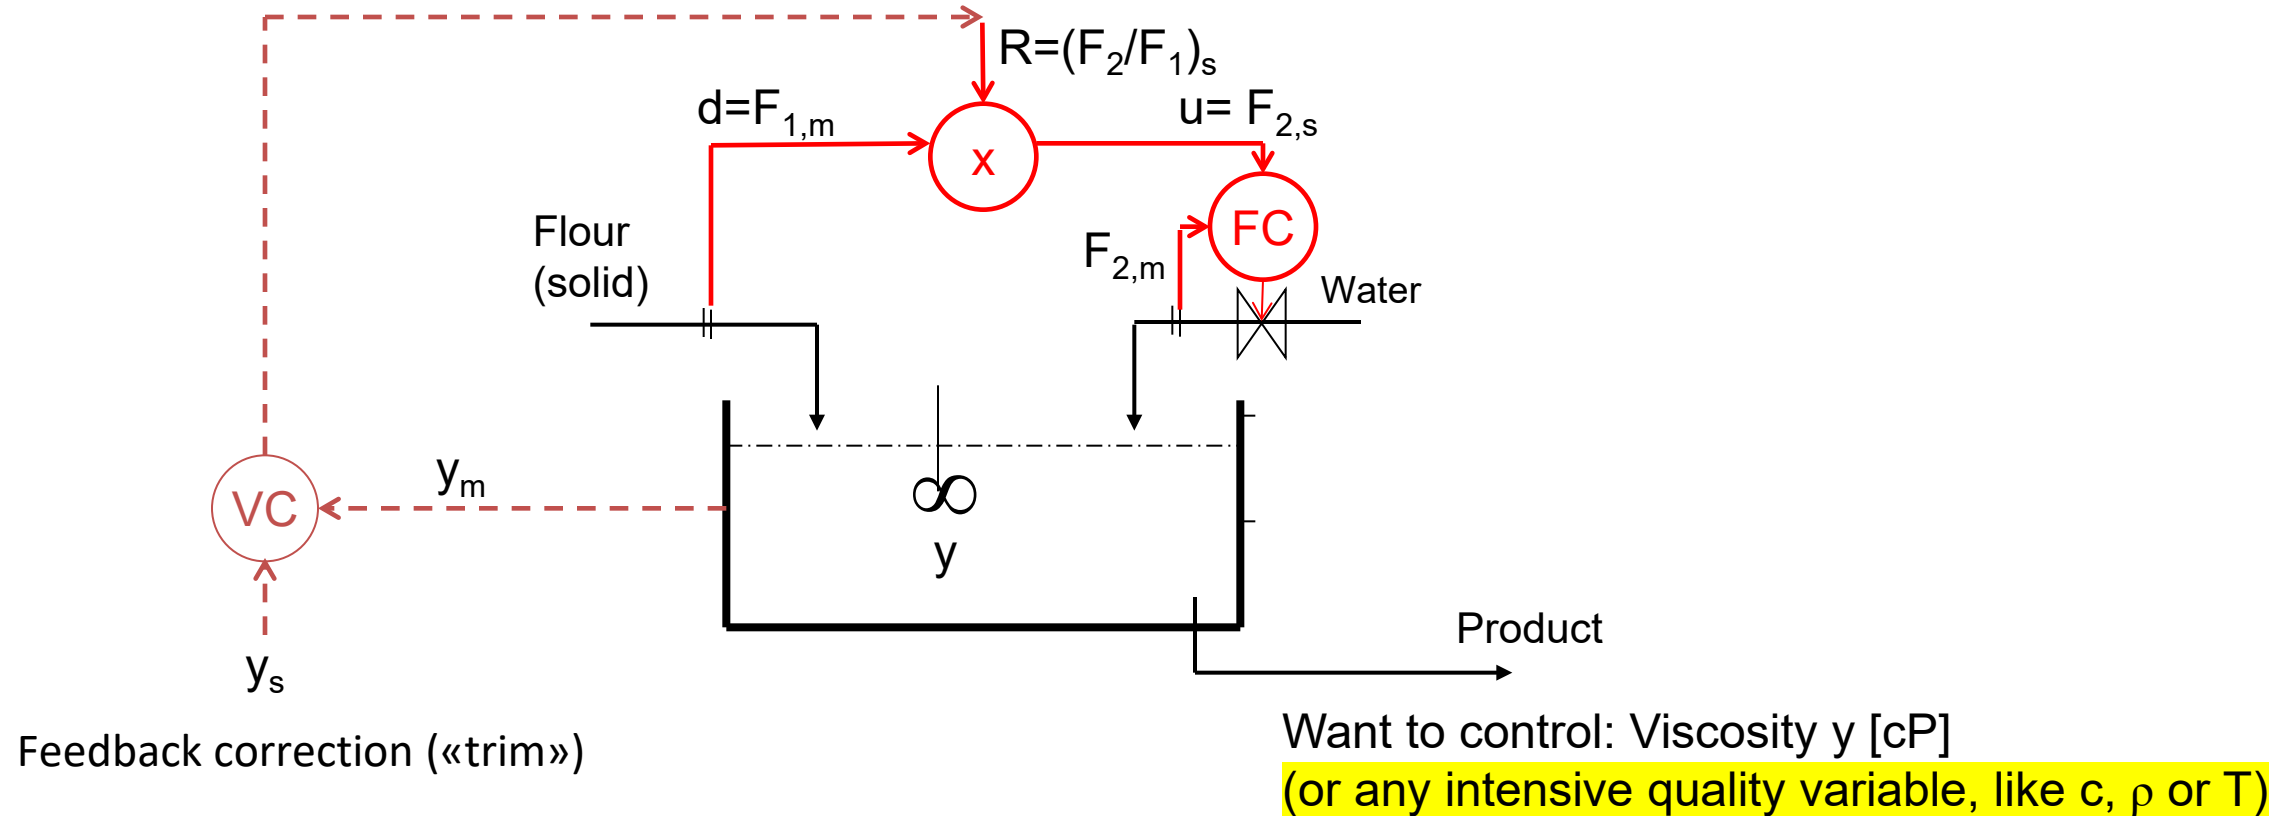 R=(F₂/F₁)ₛ
d=F₁,ₘ
u= F₂,ₛ
x
Flour
(solid)
FC
F₂,ₘ
Water
yₘ
VC
∞
y
yₛ
Product
Feedback correction («trim»)
Want to control: Viscosity y [cP]
(or any intensive quality variable, like c, ρ or T)